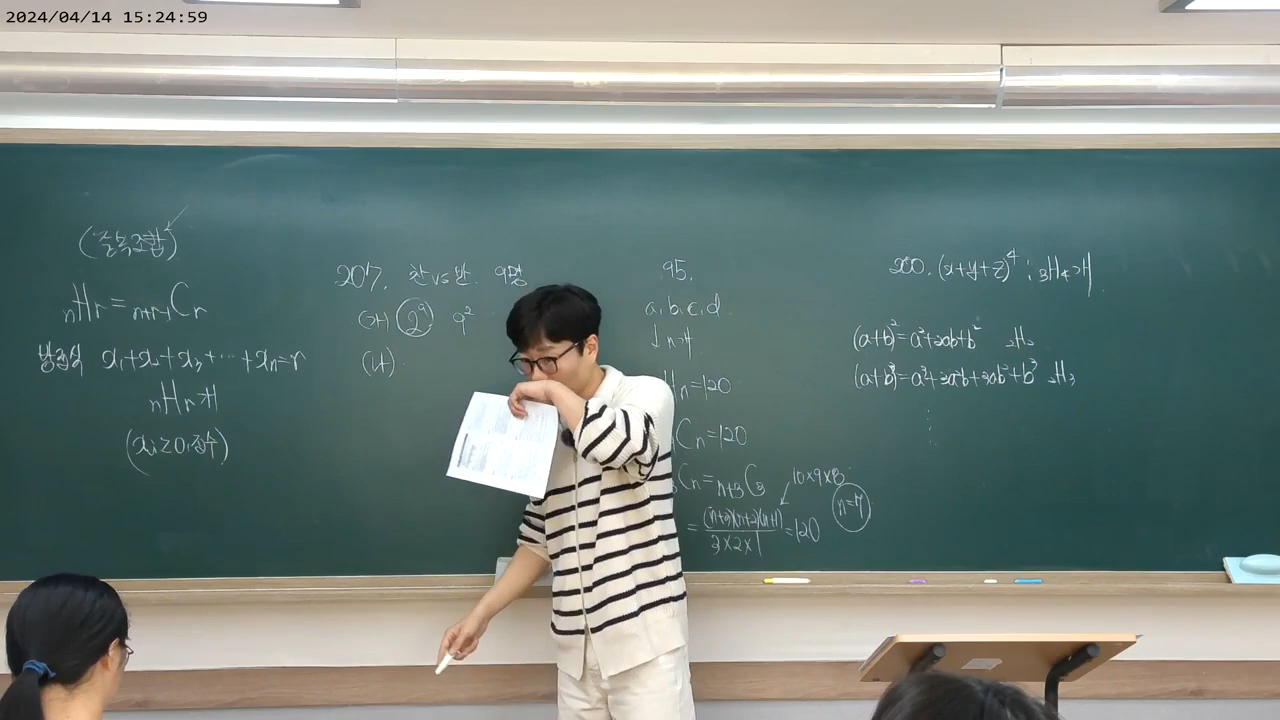 2024/04/14 15:24:59
(중복조합)
ₙHᵣ = ₙ₊ᵣ₋₁Cᵣ
방정식 x₁+x₂+x₃+⋯+xₙ=r
ₙHᵣ개
(xᵢ≥0, 정수)
207. 찬 vs 반 9명
(가) 2⁹ 9²
(나)
95.
a, b, c, d
↓ n개
Hₙ=120
Cₙ=120
Cₙ=ₙ₊₃C₃
10×9×8
= (n+3)(n+2)(n+1)/3×2×1 = 120
n=7
200. (x+y+z)⁴ : ₃H₄개
(a+b)²=a²+2ab+b² ₂H₂
(a+b)³=a³+3a²b+3ab²+b³ ₂H₃
⋮